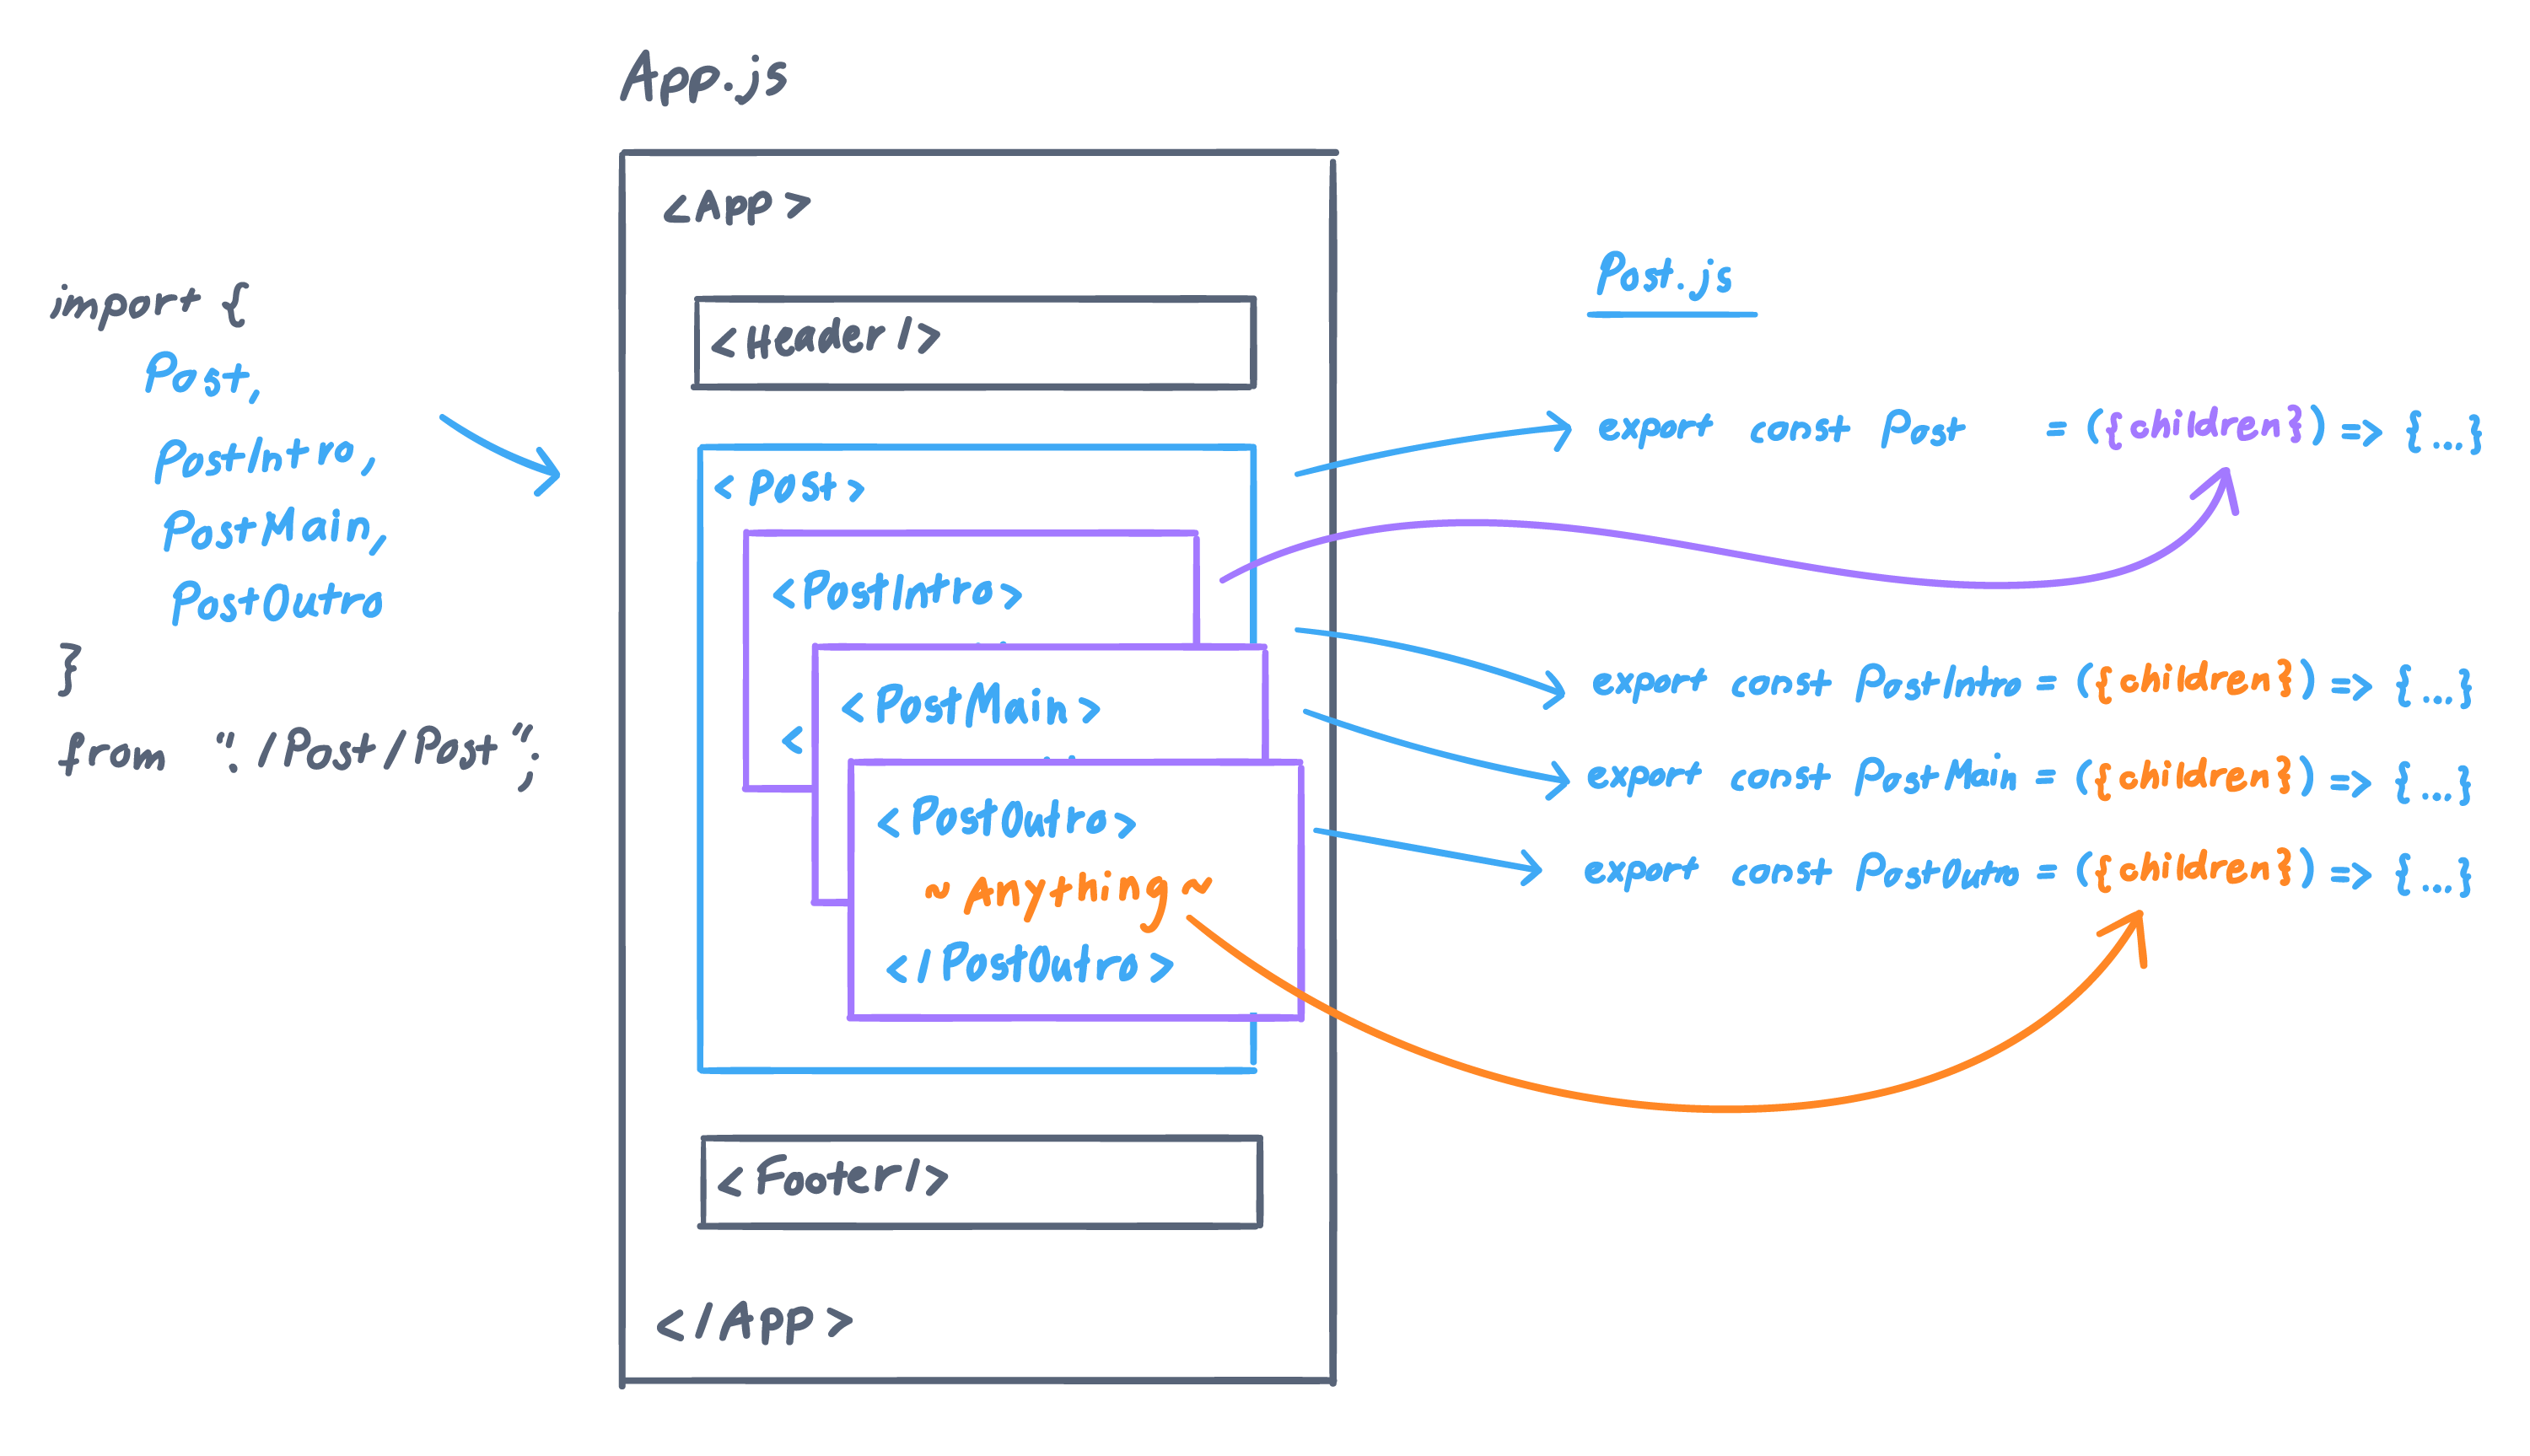 App.js
import {
Post,
PostIntro,
PostMain,
PostOutro
}
from "./Post/Post";
<App>
<Header/>
<Post>
<PostIntro>
<
<PostMain>
<PostOutro>
~Anything~
</PostOutro>
<Footer/>
</App>
Post.js
export const Post = ({children}) => {...}
export const PostIntro = ({children}) => {...}
export const PostMain = ({children}) => {...}
export const PostOutro = ({children}) => {...}